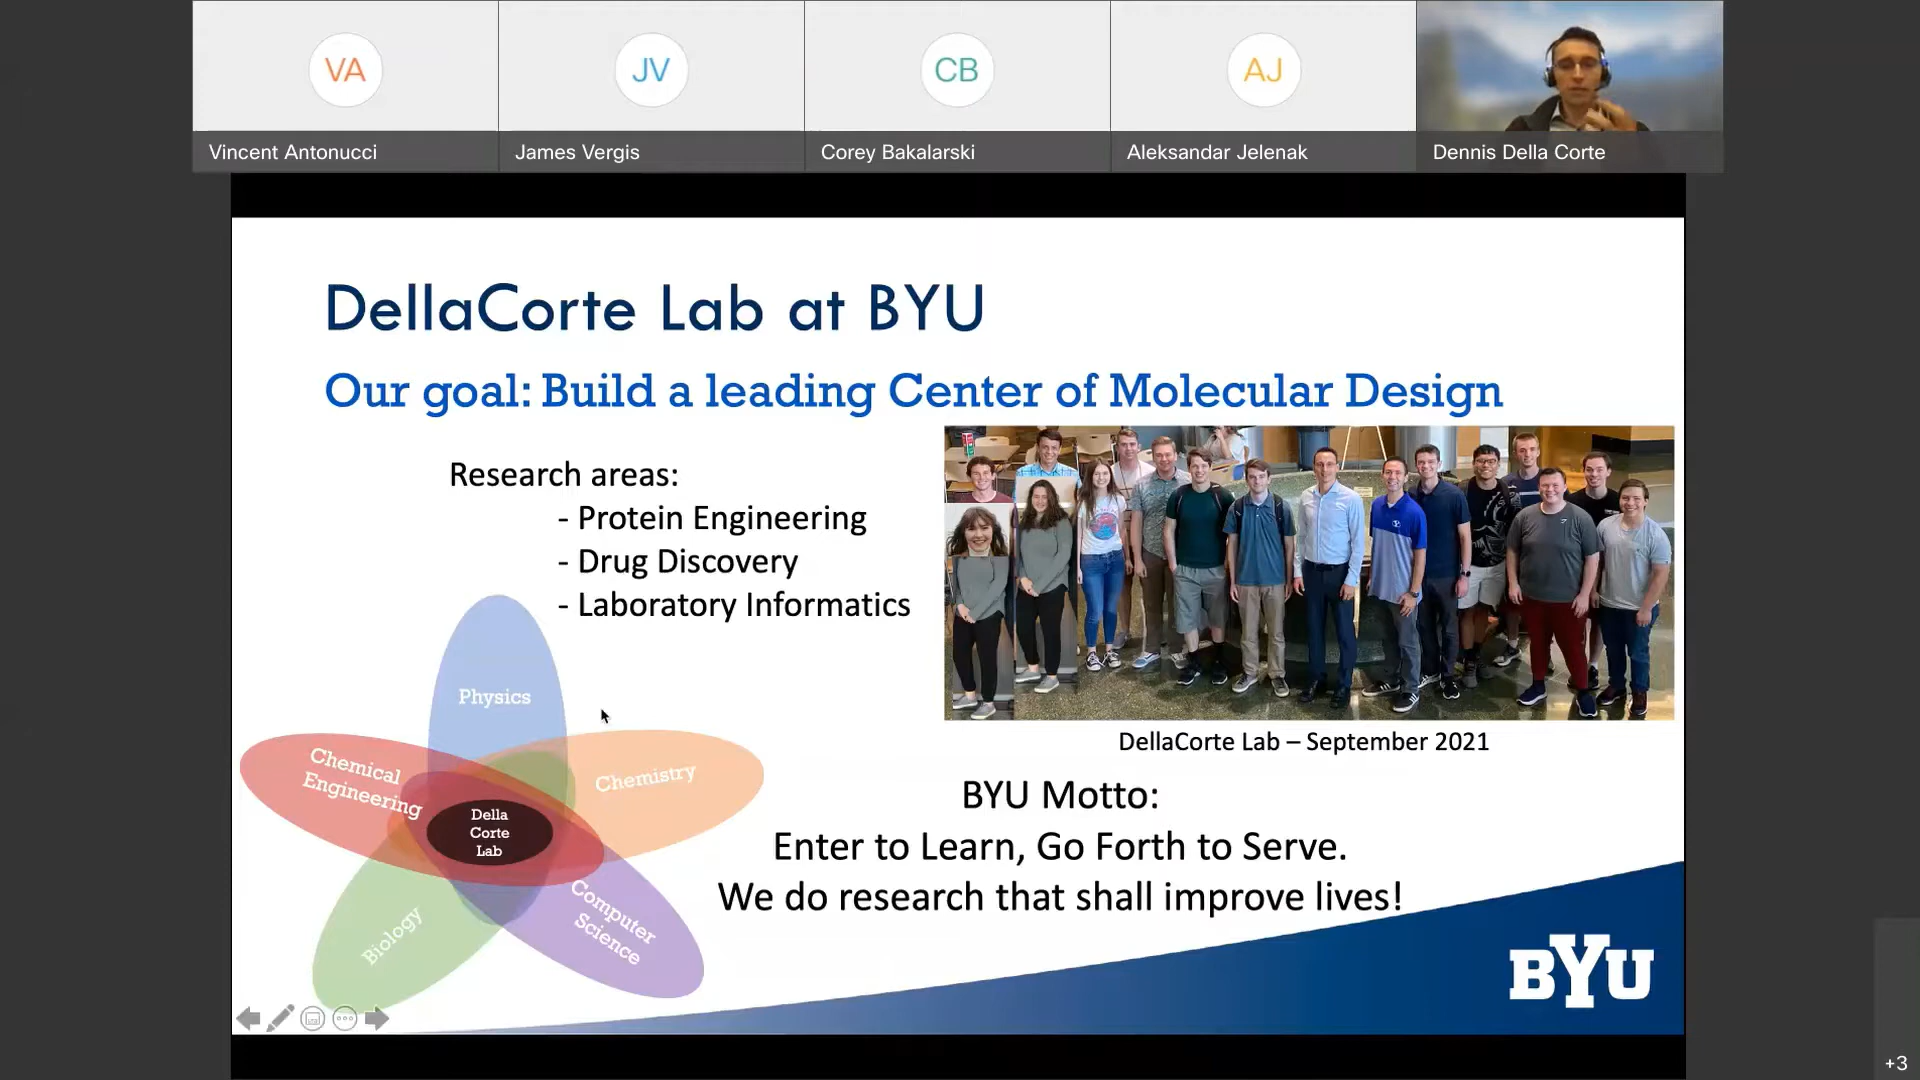 VA
JV
CB
AJ
Vincent Antonucci
James Vergis
Corey Bakalarski
Aleksandar Jelenak
Dennis Della Corte
DellaCorte Lab at BYU
Our goal: Build a leading Center of Molecular Design
Research areas:
- Protein Engineering
- Drug Discovery
- Laboratory Informatics
Physics
Chemical
Engineering
Chemistry
Della
Corte
Lab
Biology
Computer
Science
DellaCorte Lab – September 2021
BYU Motto:
Enter to Learn, Go Forth to Serve.
We do research that shall improve lives!
BYU
+3